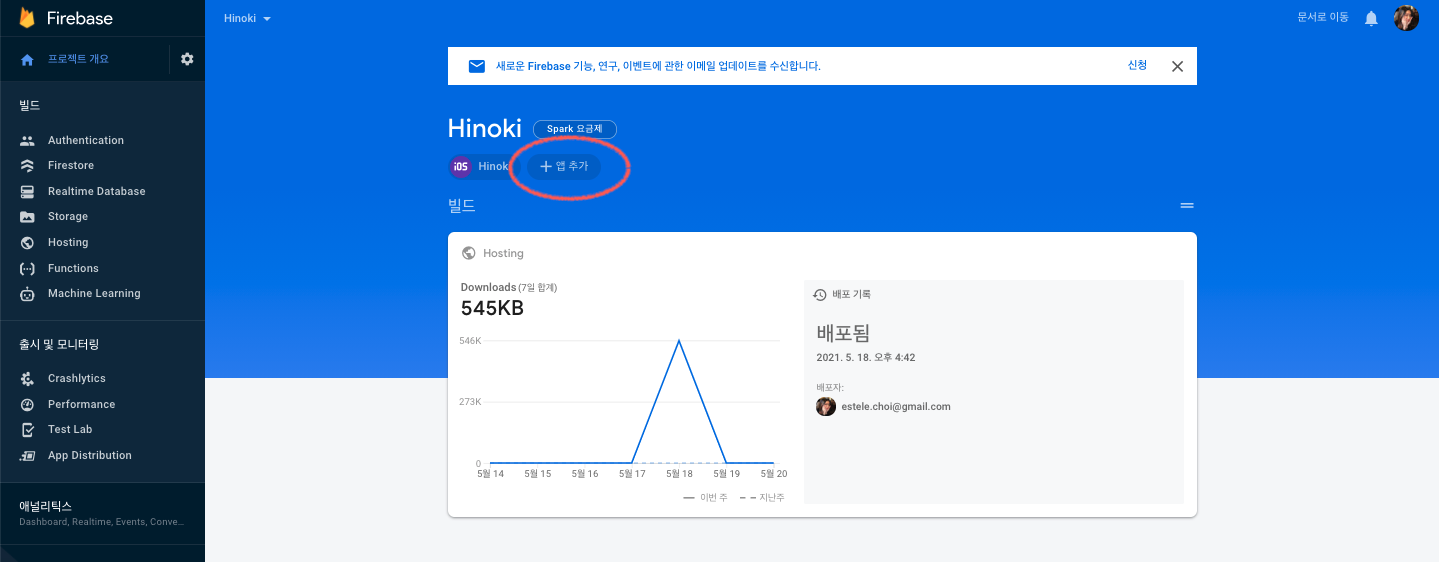 Firebase
Hinoki
문서로 이동
프로젝트 개요
새로운 Firebase 기능, 연구, 이벤트에 관한 이메일 업데이트를 수신합니다.
신청
빌드
Authentication
Firestore
Realtime Database
Storage
Hosting
Functions
Machine Learning
출시 및 모니터링
Crashlytics
Performance
Test Lab
App Distribution
애널리틱스
Dashboard, Realtime, Events, Conve...
Hinoki
Spark 요금제
iOS Hinoki
앱 추가
빌드
Hosting
Downloads (7일 합계)
545KB
546K
273K
0
5월 14 5월 15 5월 16 5월 17 5월 18 5월 19 5월 20
이번 주 지난주
배포 기록
배포됨
2021. 5. 18. 오후 4:42
배포자:
estele.choi@gmail.com